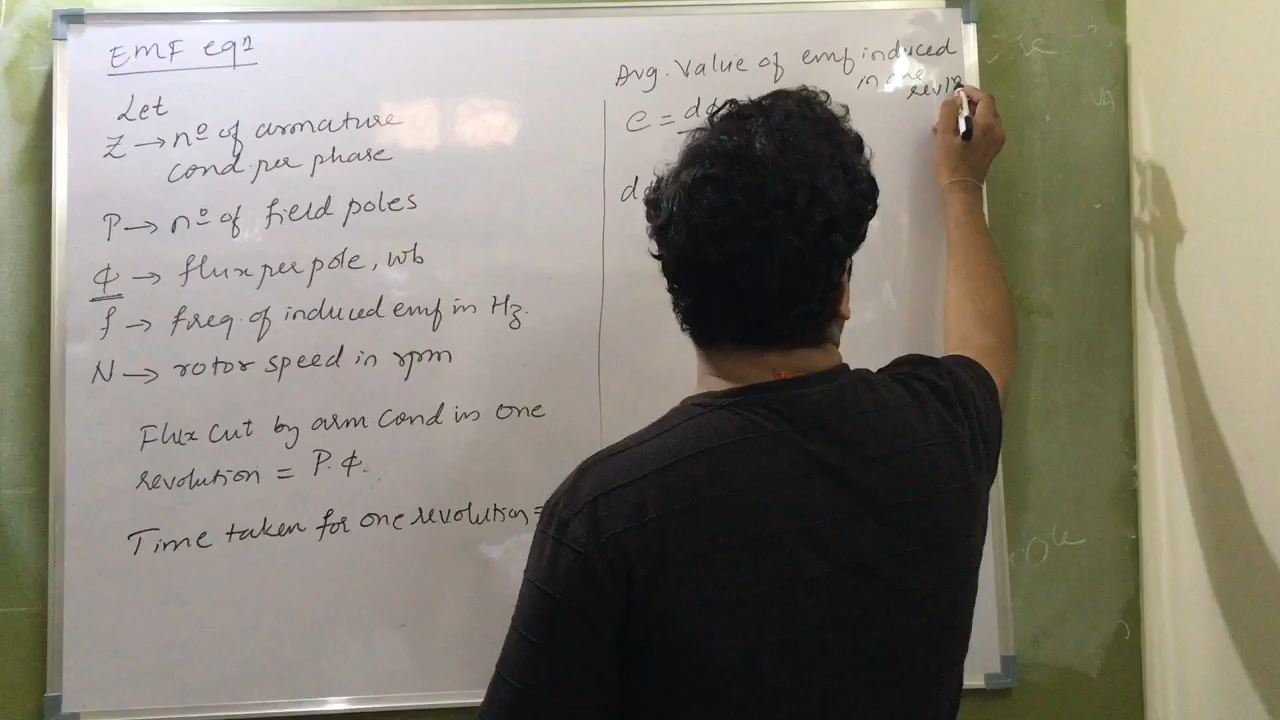 EMF eqn
Let
Z → nº of armature
cond per phase
P → nº of field poles
ϕ → flux per pole, wb
f → freq. of induced emf in Hz.
N → rotor speed in rpm
Flux cut by arm. cond in one
revolution = P.ϕ.
Time taken for one revolution =
Avg. Value of emf induced
in one
revln
e = dϕ
d